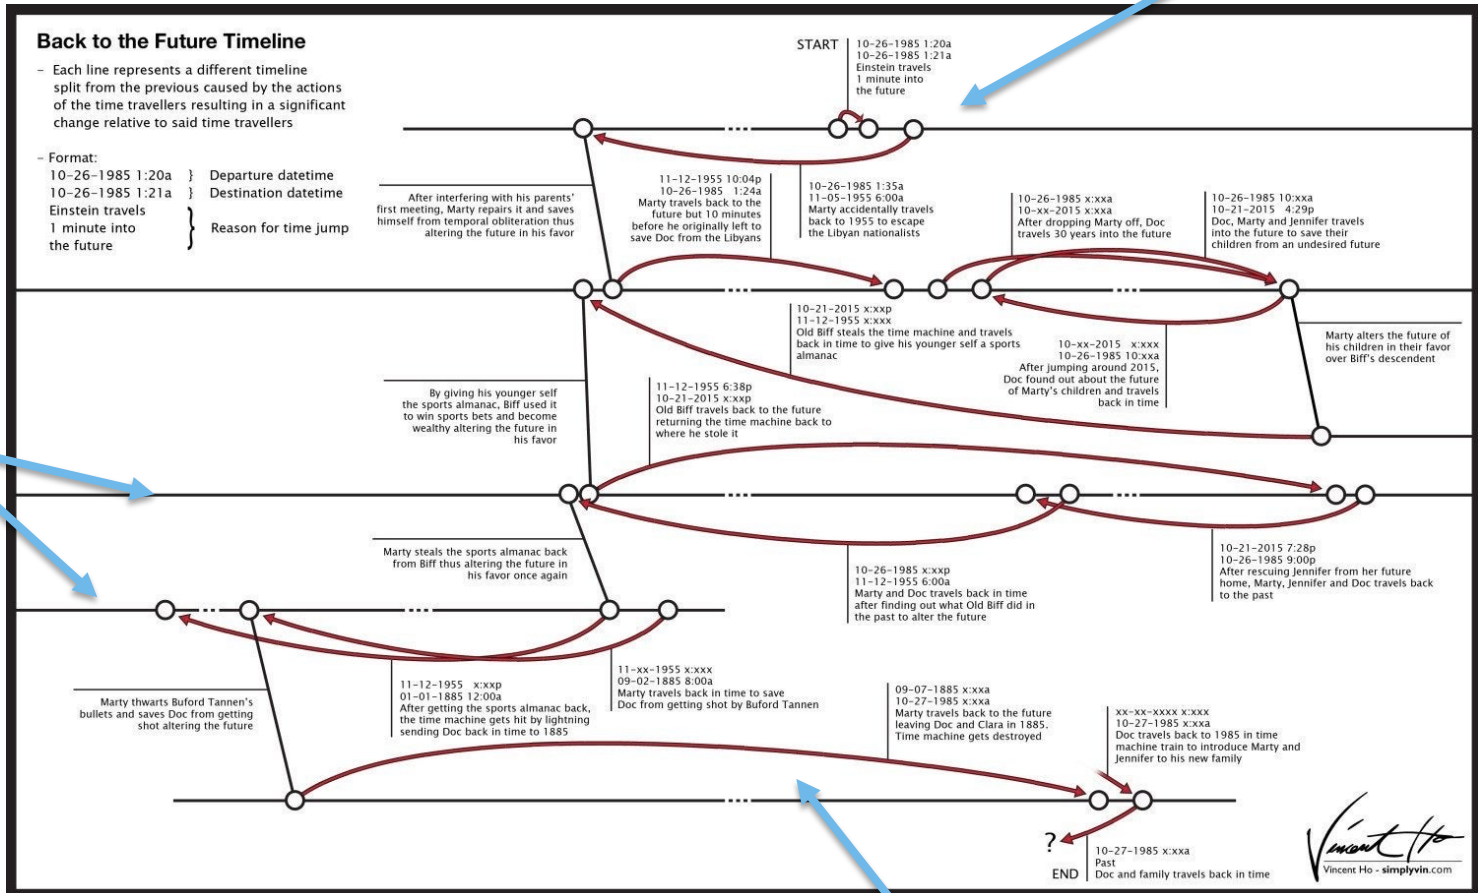 Back to the Future Timeline
– Each line represents a different timeline
split from the previous caused by the actions
of the time travellers resulting in a significant
change relative to said time travellers
– Format:
10-26-1985 1:20a } Departure datetime
10-26-1985 1:21a } Destination datetime
Einstein travels
1 minute into
the future
} Reason for time jump
START
10-26-1985 1:20a
10-26-1985 1:21a
Einstein travels
1 minute into
the future
After interfering with his parents'
first meeting, Marty repairs it and saves
himself from temporal obliteration thus
altering the future in his favor
11-12-1955 10:04p
10-26-1985 1:24a
Marty travels back to the
future but 10 minutes
before he originally left to
save Doc from the Libyans
10-26-1985 1:35a
11-05-1955 6:00a
Marty accidentally travels
back to 1955 to escape
the Libyan nationalists
10-26-1985 x:xxa
10-xx-2015 x:xxa
After dropping Marty off, Doc
travels 30 years into the future
10-26-1985 10:xxa
10-21-2015 4:29p
Doc, Marty and Jennifer travels
into the future to save their
children from an undesired future
10-21-2015 x:xxp
11-12-1955 x:xxx
Old Biff steals the time machine and travels
back in time to give his younger self a sports
almanac
10-xx-2015 x:xxx
10-26-1985 10:xxa
After jumping around 2015,
Doc found out about the future
of Marty's children and travels
back in time
Marty alters the future of
his children in their favor
over Biff's descendent
By giving his younger self
the sports almanac, Biff used it
to win sports bets and become
wealthy altering the future in
his favor
11-12-1955 6:38p
10-21-2015 x:xxp
Old Biff travels back to the future
returning the time machine back to
where he stole it
Marty steals the sports almanac back
from Biff thus altering the future in
his favor once again
10-26-1985 x:xxp
11-12-1955 6:00a
Marty and Doc travels back in time
after finding out what Old Biff did in
the past to alter the future
10-21-2015 7:28p
10-26-1985 9:00p
After rescuing Jennifer from her future
home, Marty, Jennifer and Doc travels back
to the past
Marty thwarts Buford Tannen's
bullets and saves Doc from getting
shot altering the future
11-12-1955 x:xxp
01-01-1885 12:00a
After getting the sports almanac back,
the time machine gets hit by lightning
sending Doc back in time to 1885
11-xx-1955 x:xxx
09-02-1885 8:00a
Marty travels back in time to save
Doc from getting shot by Buford Tannen
09-07-1885 x:xxa
10-27-1985 x:xxa
Marty travels back to the future
leaving Doc and Clara in 1885.
Time machine gets destroyed
xx-xx-xxxx x:xxx
10-27-1985 x:xxa
Doc travels back to 1985 in time
machine train to introduce Marty and
Jennifer to his new family
?
END
10-27-1985 x:xxa
Past
Doc and family travels back in time
Vincent Ho
Vincent Ho - simplyvin.com